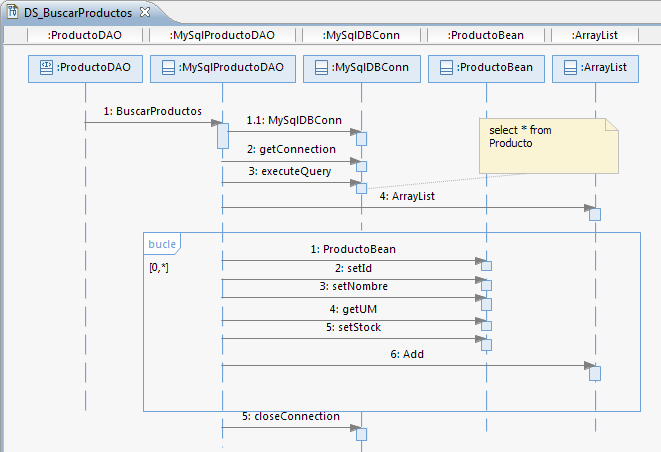 DS_BuscarProductos
:ProductoDAO :MySqlProductoDAO :MySqlDBConn :ProductoBean :ArrayList
:ProductoDAO :MySqlProductoDAO :MySqlDBConn :ProductoBean :ArrayList
1: BuscarProductos
1.1: MySqlDBConn
select * from
Producto
2: getConnection
3: executeQuery
4: ArrayList
bucle
[0,*]
1: ProductoBean
2: setId
3: setNombre
4: getUM
5: setStock
6: Add
5: closeConnection